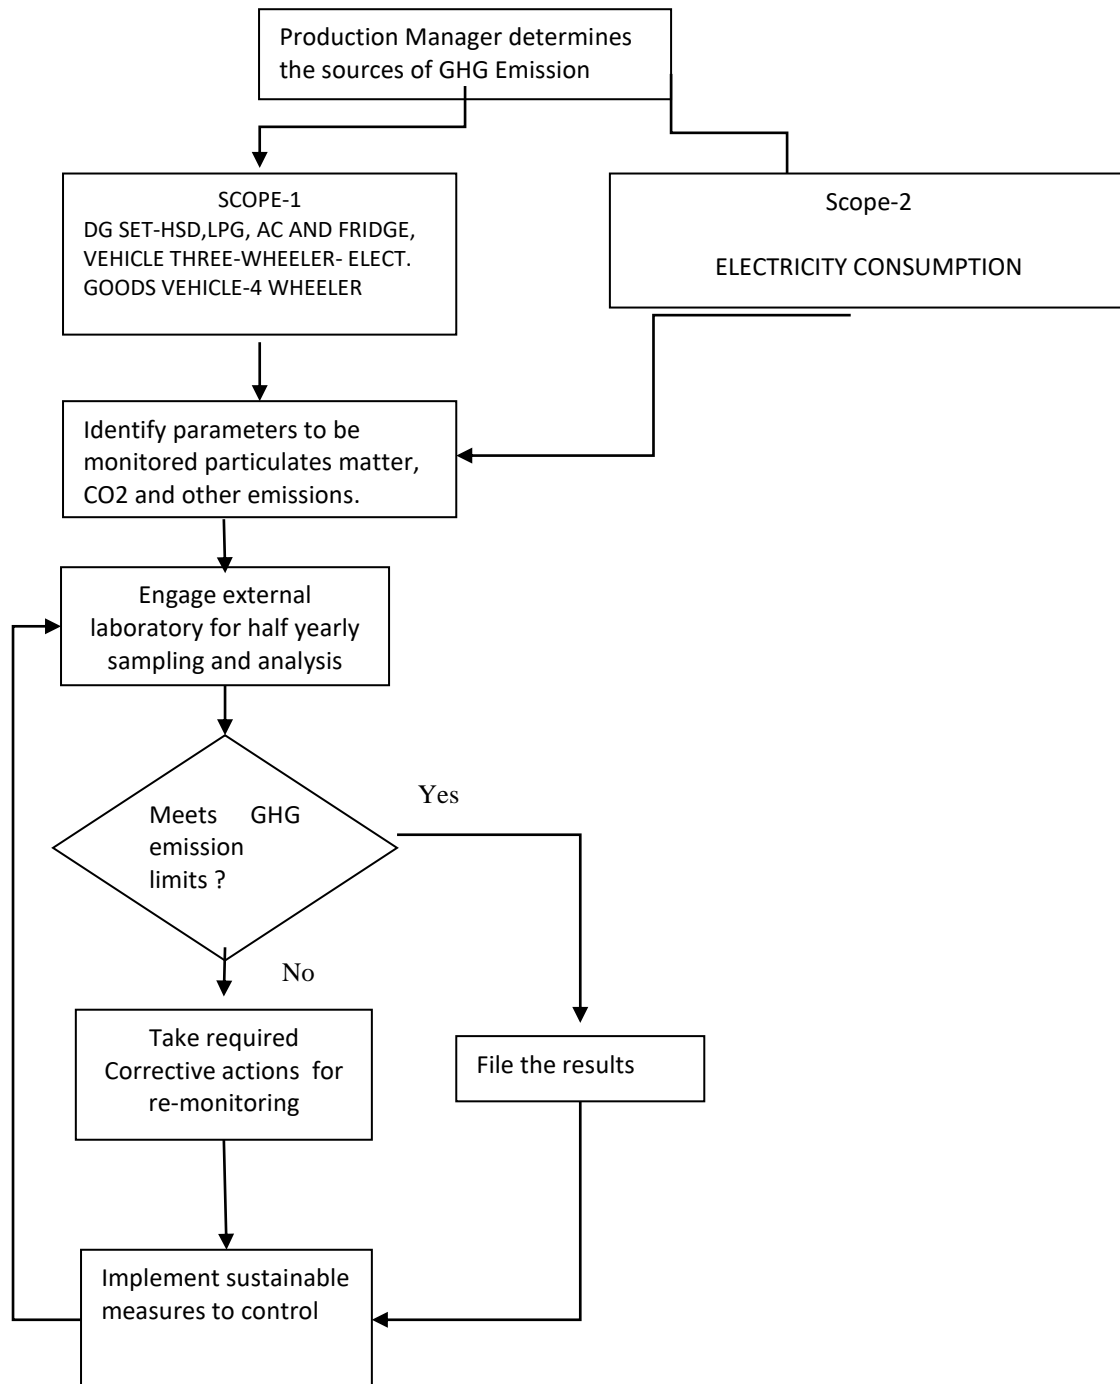 Production Manager determines
the sources of GHG Emission
SCOPE-1
DG SET-HSD,LPG, AC AND FRIDGE,
VEHICLE THREE-WHEELER- ELECT.
GOODS VEHICLE-4 WHEELER
Scope-2
ELECTRICITY CONSUMPTION
Identify parameters to be
monitored particulates matter,
CO2 and other emissions.
Engage external
laboratory for half yearly
sampling and analysis
Meets GHG
emission
limits ?
Yes
No
Take required
Corrective actions for
re-monitoring
File the results
Implement sustainable
measures to control